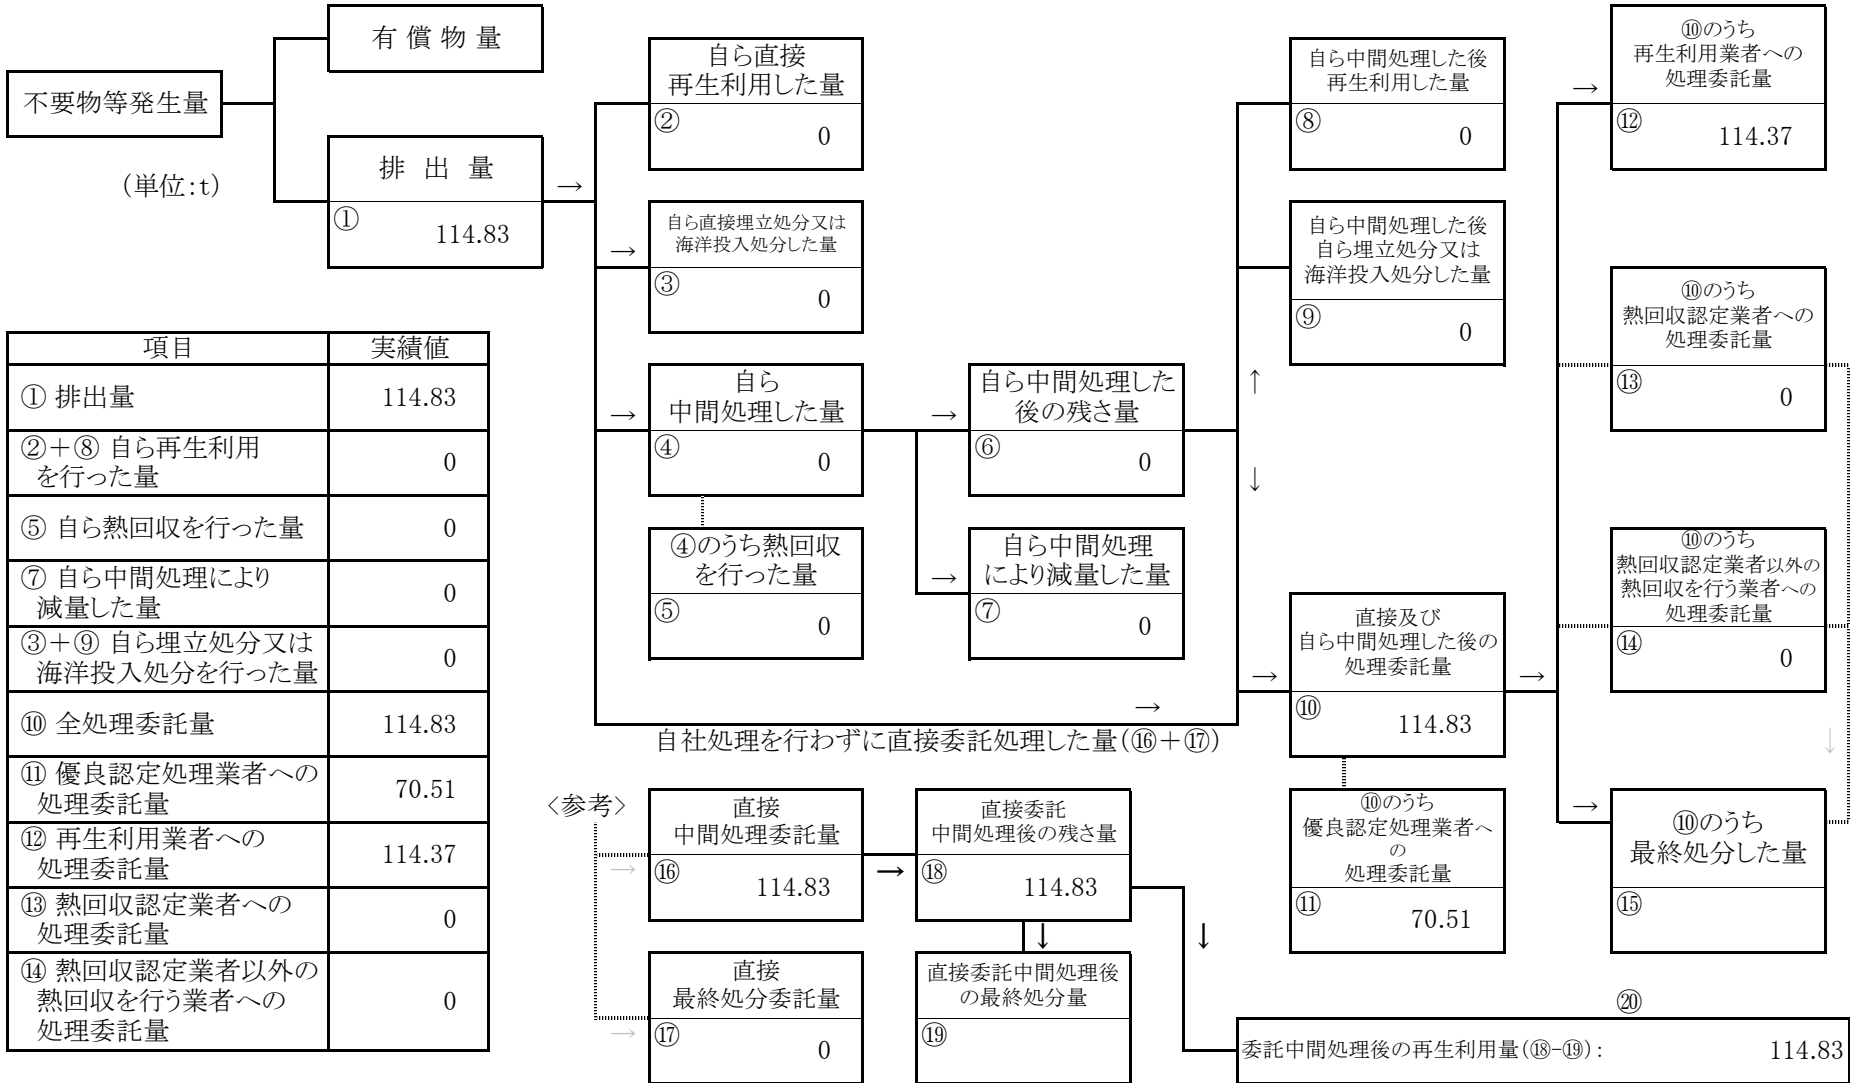 不要物等発生量
(単位:t)
有 償 物 量
排 出 量
①
114.83
→
自ら直接
再生利用した量
②
0
→
自ら直接埋立処分又は
海洋投入処分した量
③
0
→
自ら
中間処理した量
④
0
④のうち熱回収
を行った量
⑤
0
→
自ら中間処理した
後の残さ量
⑥
0
→
自ら中間処理
により減量した量
⑦
0
↑
↓
自ら中間処理した後
再生利用した量
⑧
0
自ら中間処理した後
自ら埋立処分又は
海洋投入処分した量
⑨
0
→
自社処理を行わずに直接委託処理した量(⑯+⑰)
→
直接及び
自ら中間処理した後の
処理委託量
⑩
114.83
⑩のうち
優良認定処理業者へ
の
処理委託量
⑪
70.51
→
→
⑩のうち
再生利用業者への
処理委託量
⑫
114.37
⑩のうち
熱回収認定業者への
処理委託量
⑬
0
⑩のうち
熱回収認定業者以外の
熱回収を行う業者への
処理委託量
⑭
0
↓
→
⑩のうち
最終処分した量
⑮
項目 実績値
① 排出量 114.83
②+⑧ 自ら再生利用
を行った量 0
⑤ 自ら熱回収を行った量 0
⑦ 自ら中間処理により
減量した量 0
③+⑨ 自ら埋立処分又は
海洋投入処分を行った量 0
⑩ 全処理委託量 114.83
⑪ 優良認定処理業者への
処理委託量 70.51
⑫ 再生利用業者への
処理委託量 114.37
⑬ 熱回収認定業者への
処理委託量 0
⑭ 熱回収認定業者以外の
熱回収を行う業者への
処理委託量 0
<参考>
→
直接
中間処理委託量
⑯
114.83
→
直接委託
中間処理後の残さ量
⑱
114.83
↓
↓
→
直接
最終処分委託量
⑰
0
直接委託中間処理後
の最終処分量
⑲
⑳
委託中間処理後の再生利用量(⑱-⑲): 114.83